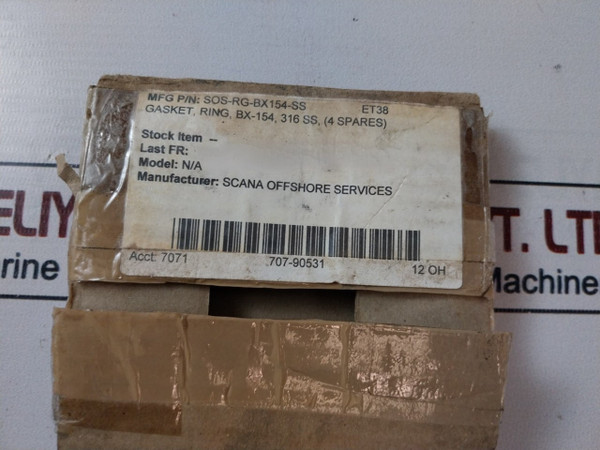 MFG P/N: SOS-RG-BX154-SS ET38
GASKET, RING, BX-154, 316 SS, (4 SPARES)
Stock Item --
Last FR:
Model: N/A
Manufacturer: SCANA OFFSHORE SERVICES
Acct: 7071 707-90531 12 OH
ELIY
T. LTD
arine
Machine